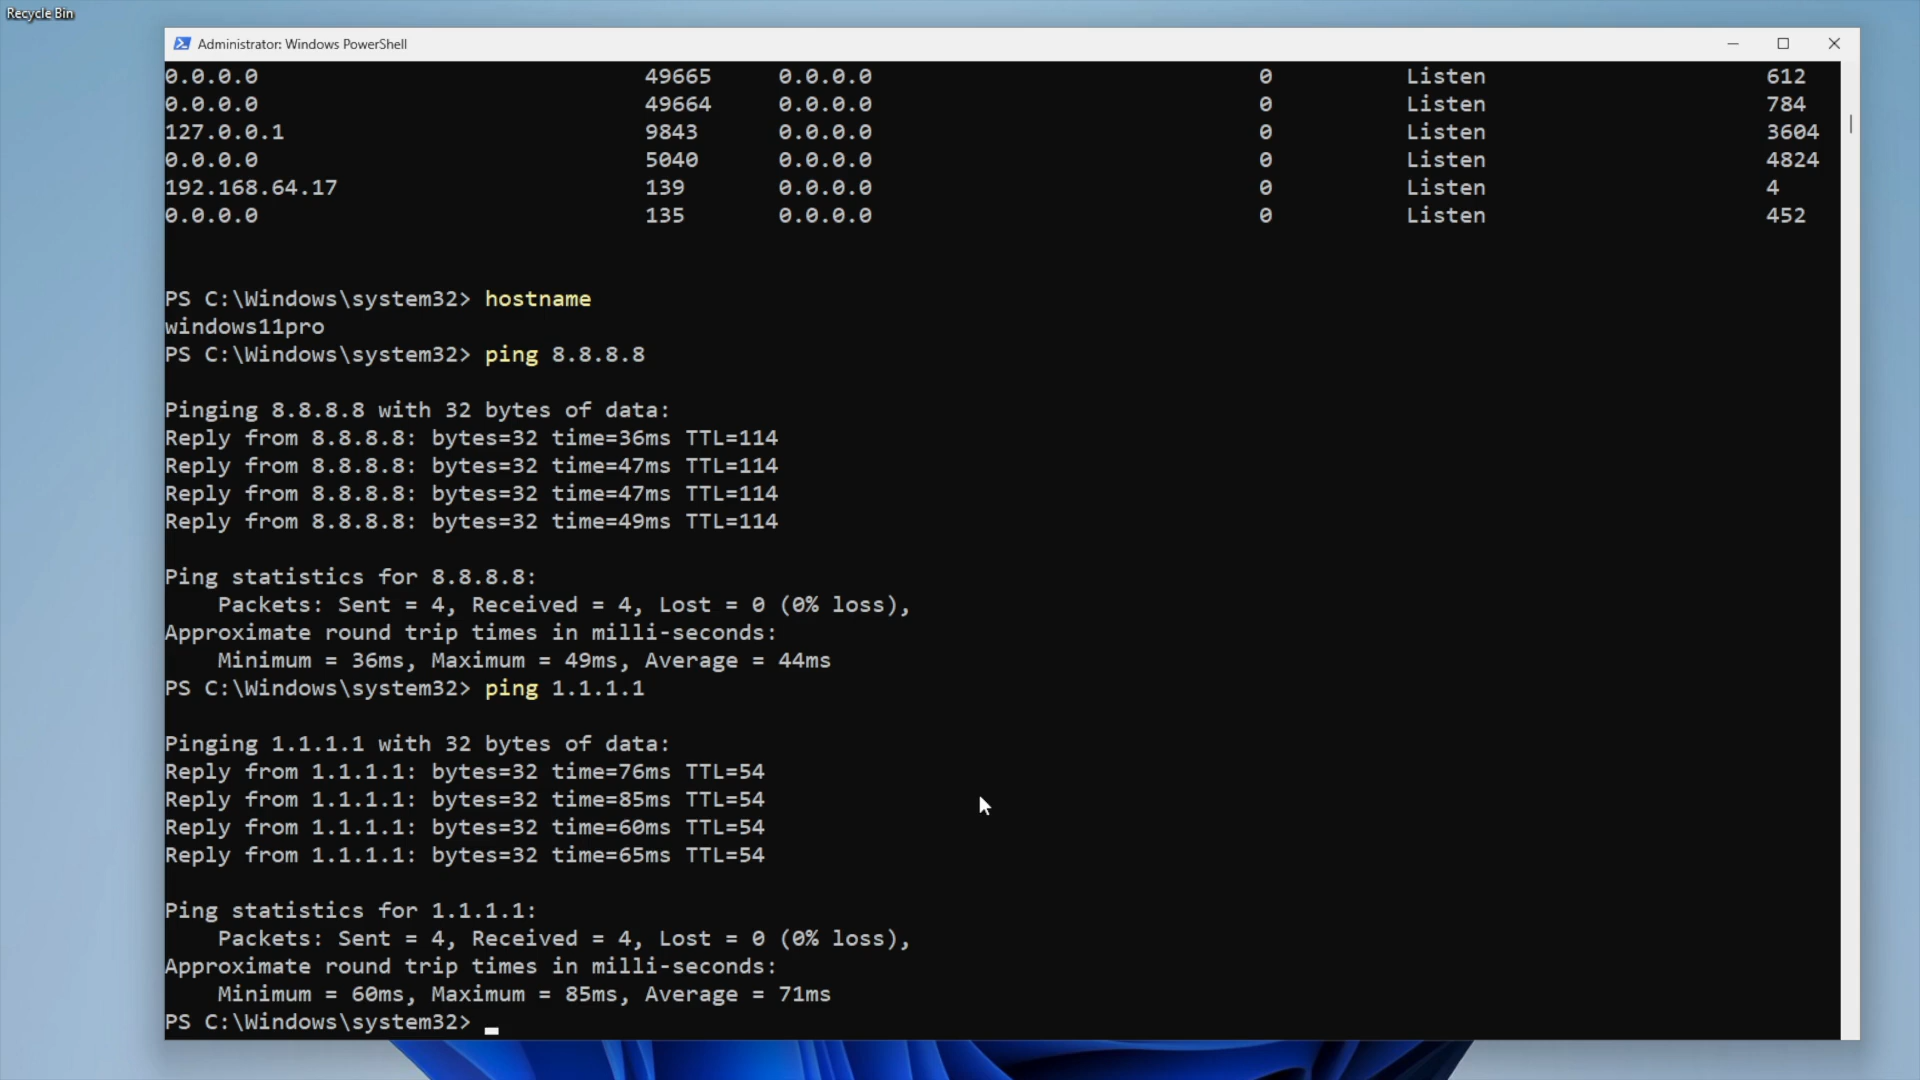 Recycle Bin
Administrator: Windows PowerShell
0.0.0.0 49665 0.0.0.0 0 Listen 612
0.0.0.0 49664 0.0.0.0 0 Listen 784
127.0.0.1 9843 0.0.0.0 0 Listen 3604
0.0.0.0 5040 0.0.0.0 0 Listen 4824
192.168.64.17 139 0.0.0.0 0 Listen 4
0.0.0.0 135 0.0.0.0 0 Listen 452
PS C:\Windows\system32> hostname
windows11pro
PS C:\Windows\system32> ping 8.8.8.8
Pinging 8.8.8.8 with 32 bytes of data:
Reply from 8.8.8.8: bytes=32 time=36ms TTL=114
Reply from 8.8.8.8: bytes=32 time=47ms TTL=114
Reply from 8.8.8.8: bytes=32 time=47ms TTL=114
Reply from 8.8.8.8: bytes=32 time=49ms TTL=114
Ping statistics for 8.8.8.8:
Packets: Sent = 4, Received = 4, Lost = 0 (0% loss),
Approximate round trip times in milli-seconds:
Minimum = 36ms, Maximum = 49ms, Average = 44ms
PS C:\Windows\system32> ping 1.1.1.1
Pinging 1.1.1.1 with 32 bytes of data:
Reply from 1.1.1.1: bytes=32 time=76ms TTL=54
Reply from 1.1.1.1: bytes=32 time=85ms TTL=54
Reply from 1.1.1.1: bytes=32 time=60ms TTL=54
Reply from 1.1.1.1: bytes=32 time=65ms TTL=54
Ping statistics for 1.1.1.1:
Packets: Sent = 4, Received = 4, Lost = 0 (0% loss),
Approximate round trip times in milli-seconds:
Minimum = 60ms, Maximum = 85ms, Average = 71ms
PS C:\Windows\system32>